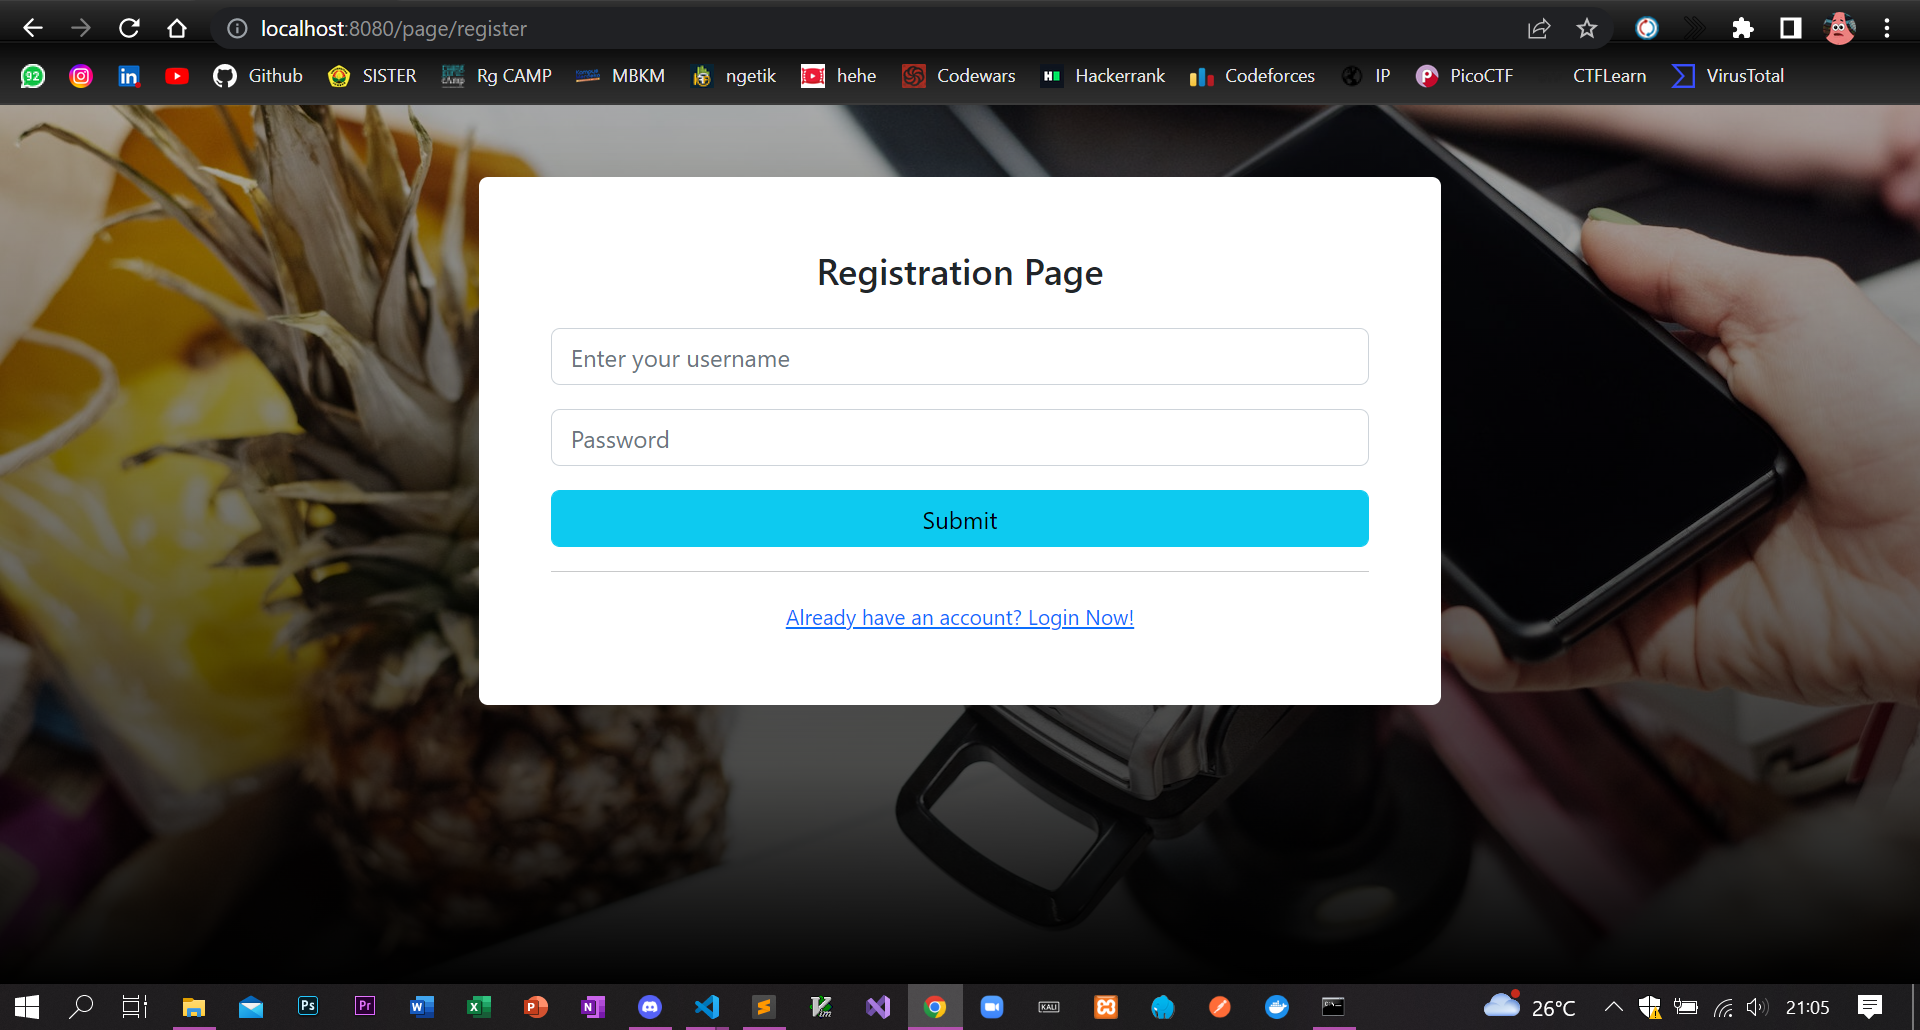 localhost:8080/page/register
92
Github
SISTER
Rg CAMP
MBKM
ngetik
hehe
Codewars
Hackerrank
Codeforces
IP
PicoCTF
CTFLearn
VirusTotal
Registration Page
Enter your username
Password
Submit
Already have an account? Login Now!
26°C
21:05